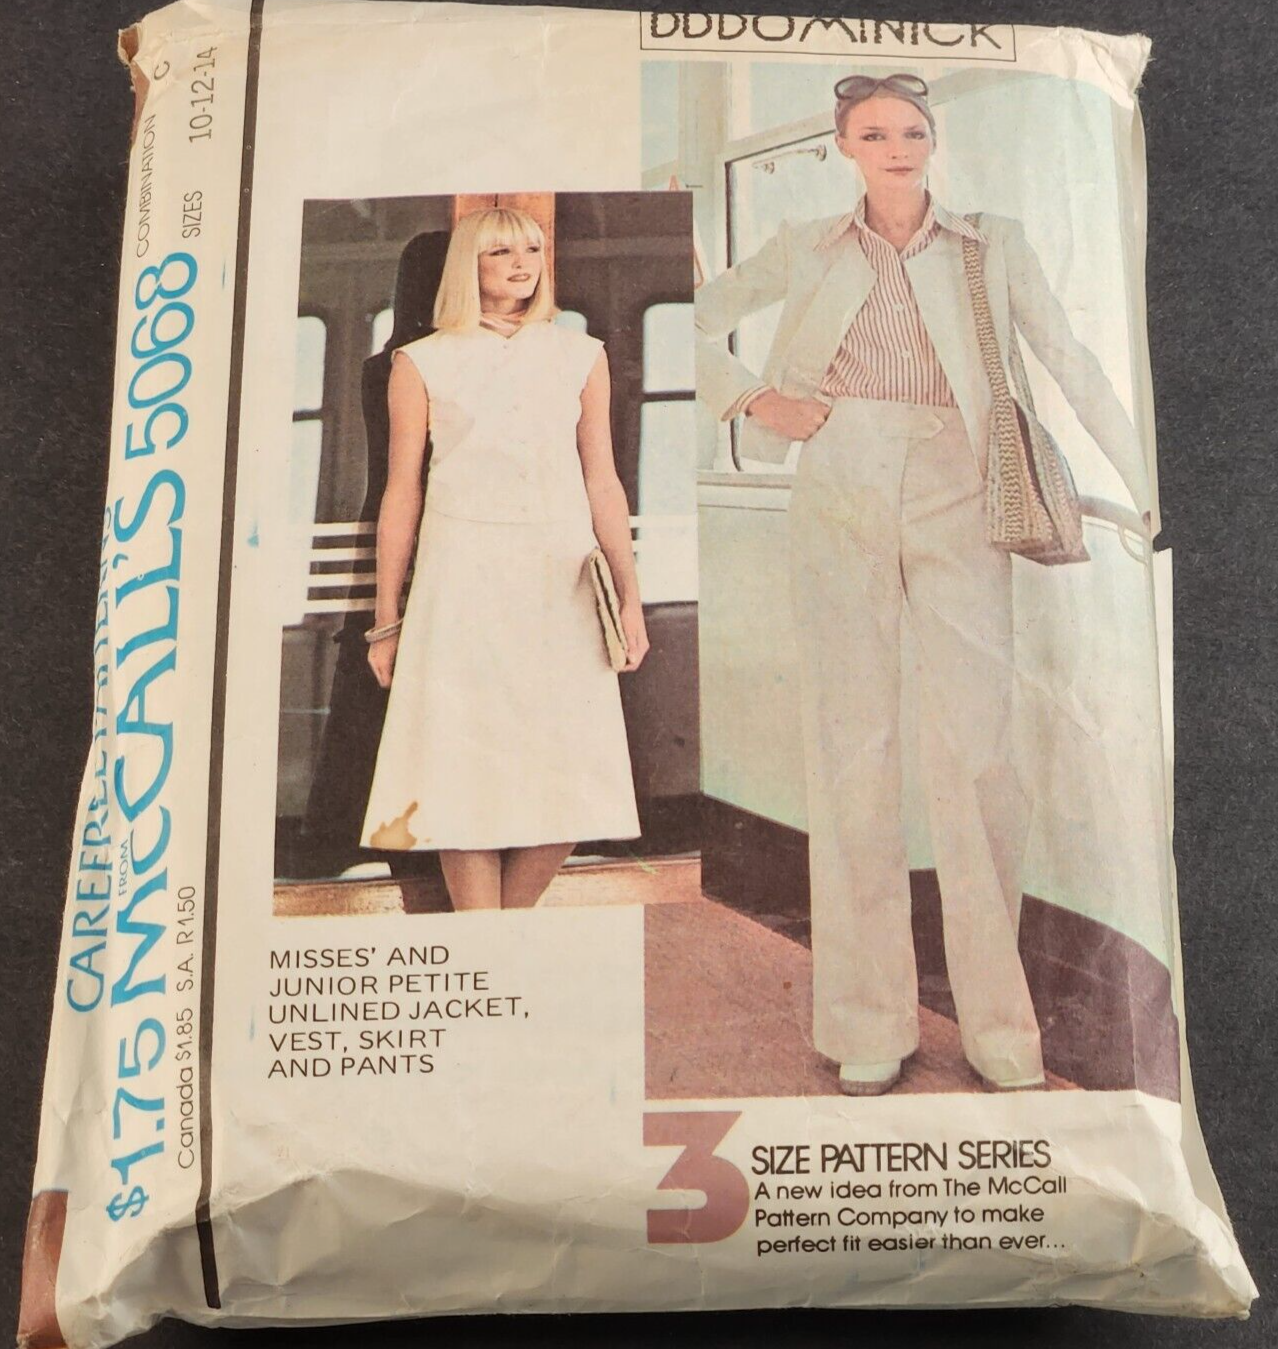 DDDOMINICK
COMBINATION C
SIZES 10-12-14
CAREFREE PATTERNS
FROM
$1.75 McCALL'S 5068
Canada $1.85 S.A. R1.50
MISSES' AND
JUNIOR PETITE
UNLINED JACKET,
VEST, SKIRT
AND PANTS
3
SIZE PATTERN SERIES
A new idea from The McCall
Pattern Company to make
perfect fit easier than ever...